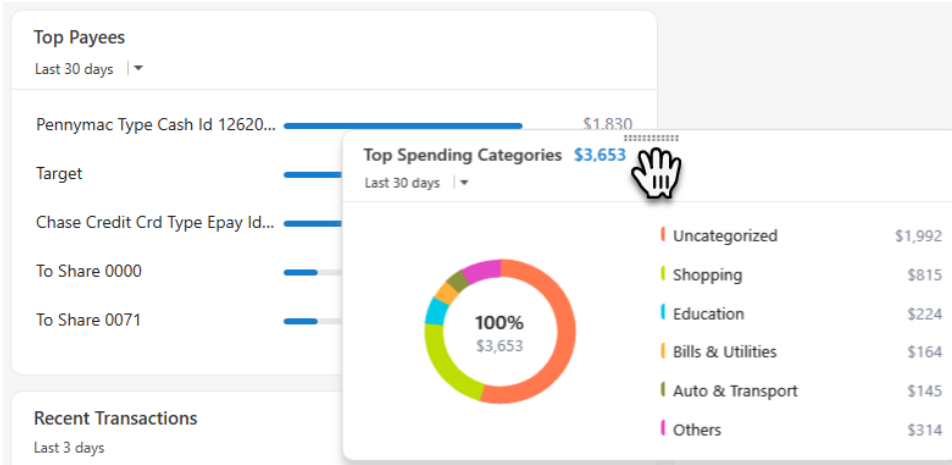 Top Payees
Last 30 days
Pennymac Type Cash Id 12620... $1,830
Target
Chase Credit Crd Type Epay Id...
To Share 0000
To Share 0071
Recent Transactions
Last 3 days
Top Spending Categories $3,653
Last 30 days
100%
$3,653
Uncategorized $1,992
Shopping $815
Education $224
Bills & Utilities $164
Auto & Transport $145
Others $314